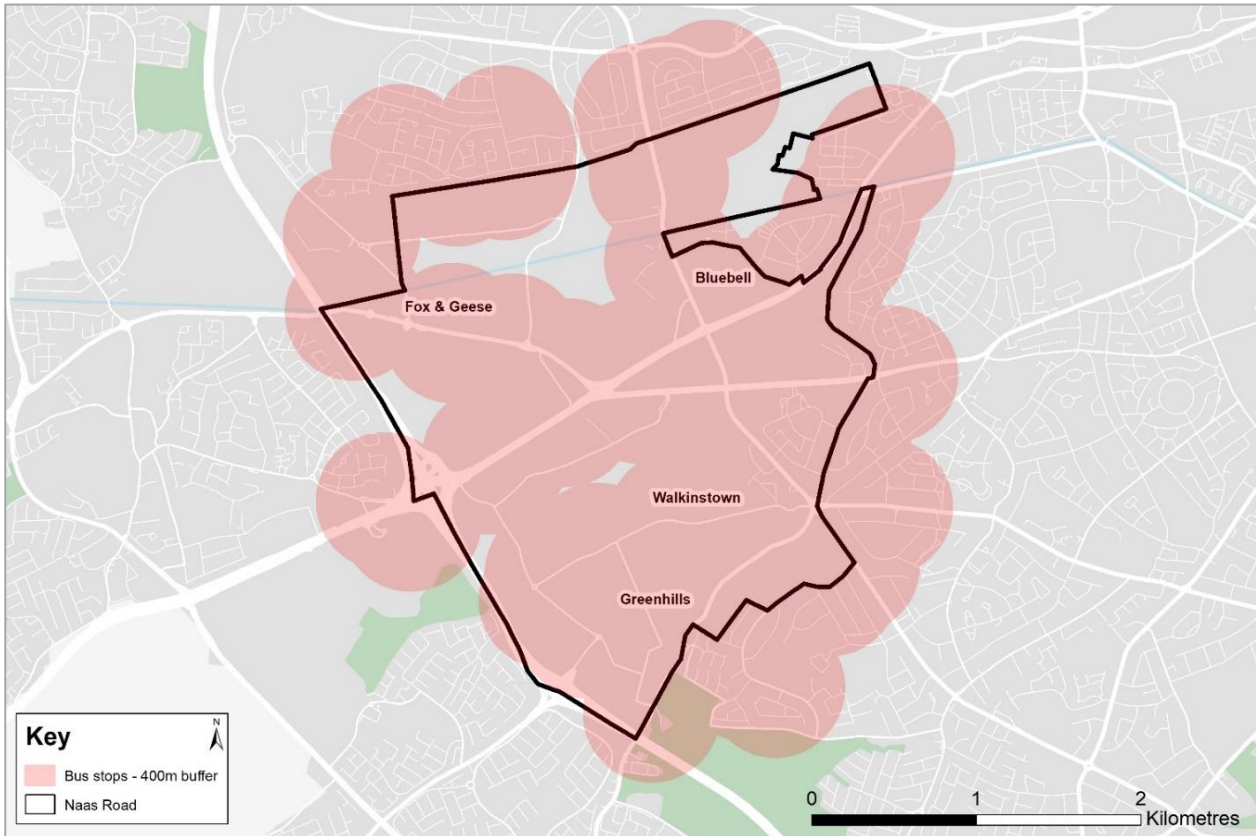 Bluebell
Fox & Geese
Walkinstown
Greenhills
Key
N
Bus stops - 400m buffer
Naas Road
0 1 2
Kilometres